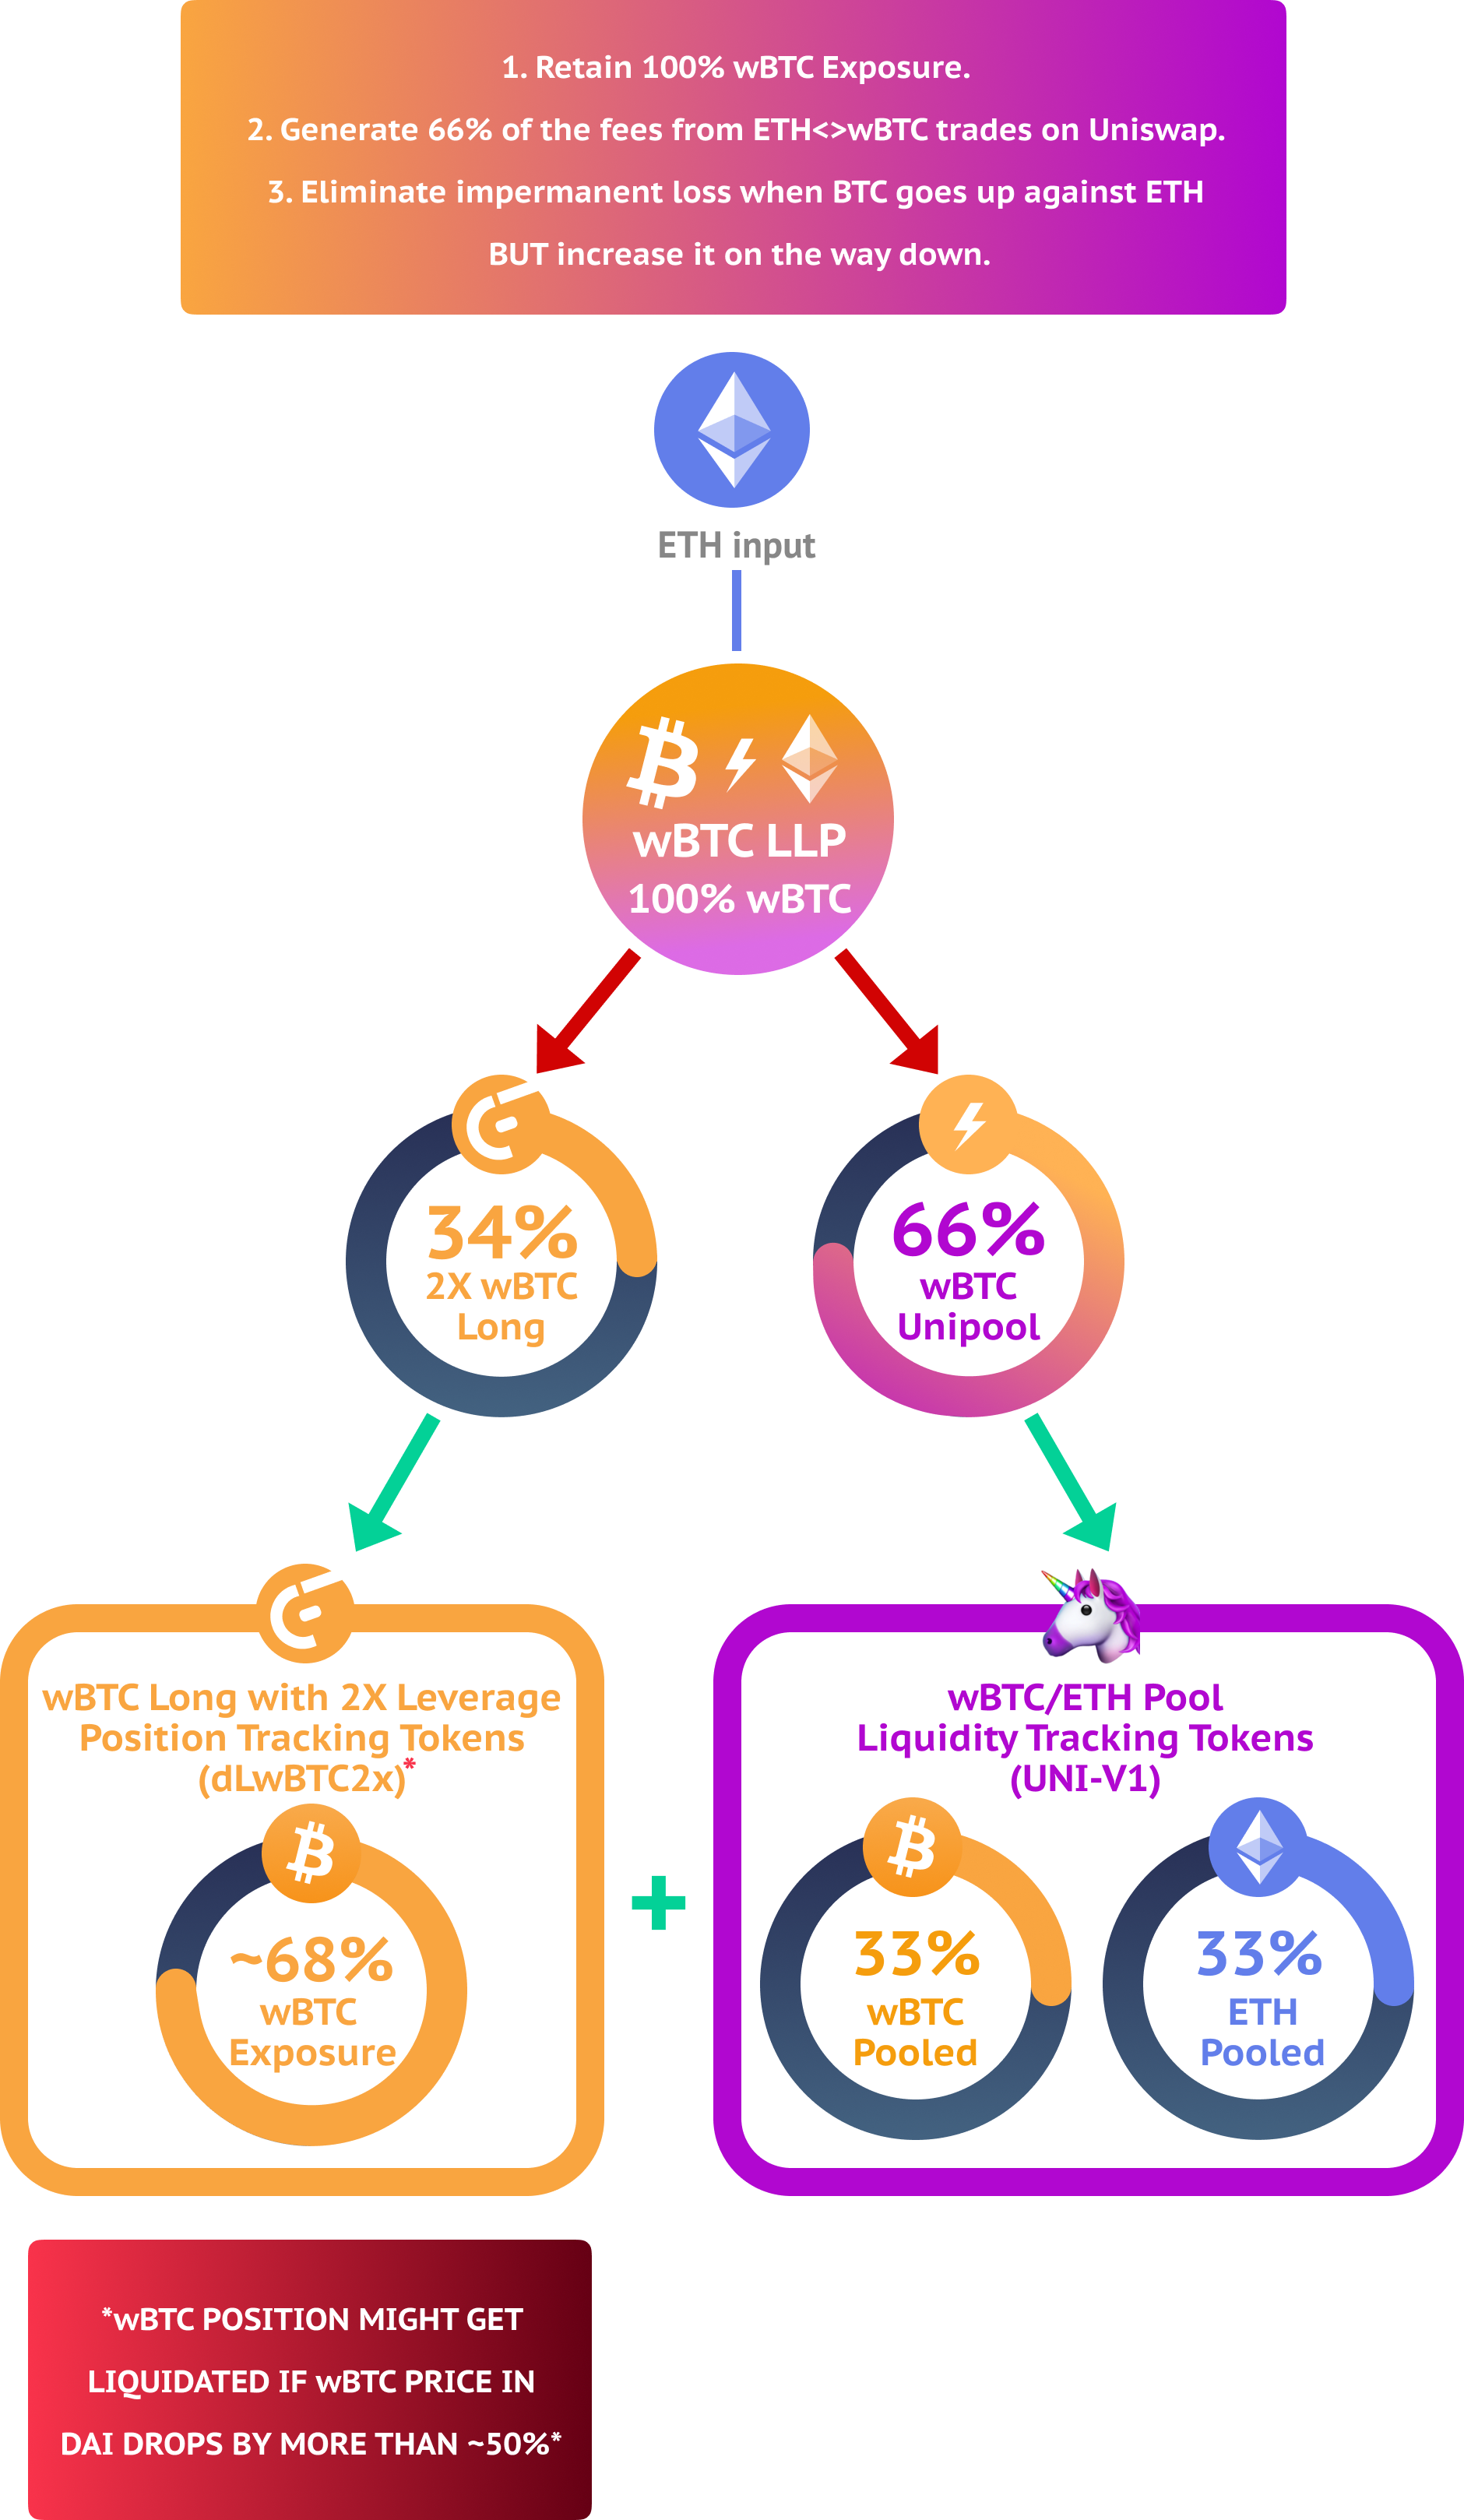 1. Retain 100% wBTC Exposure.
2. Generate 66% of the fees from ETH<>wBTC trades on Uniswap.
3. Eliminate impermanent loss when BTC goes up against ETH
BUT increase it on the way down.
ETH input
wBTC LLP
100% wBTC
34%
2X wBTC
Long
66%
wBTC
Unipool
wBTC Long with 2X Leverage
Position Tracking Tokens
(dLwBTC2x)*
~68%
wBTC
Exposure
wBTC/ETH Pool
Liquidity Tracking Tokens
(UNI-V1)
33%
wBTC
Pooled
33%
ETH
Pooled
*wBTC POSITION MIGHT GET
LIQUIDATED IF wBTC PRICE IN
DAI DROPS BY MORE THAN ~50%*